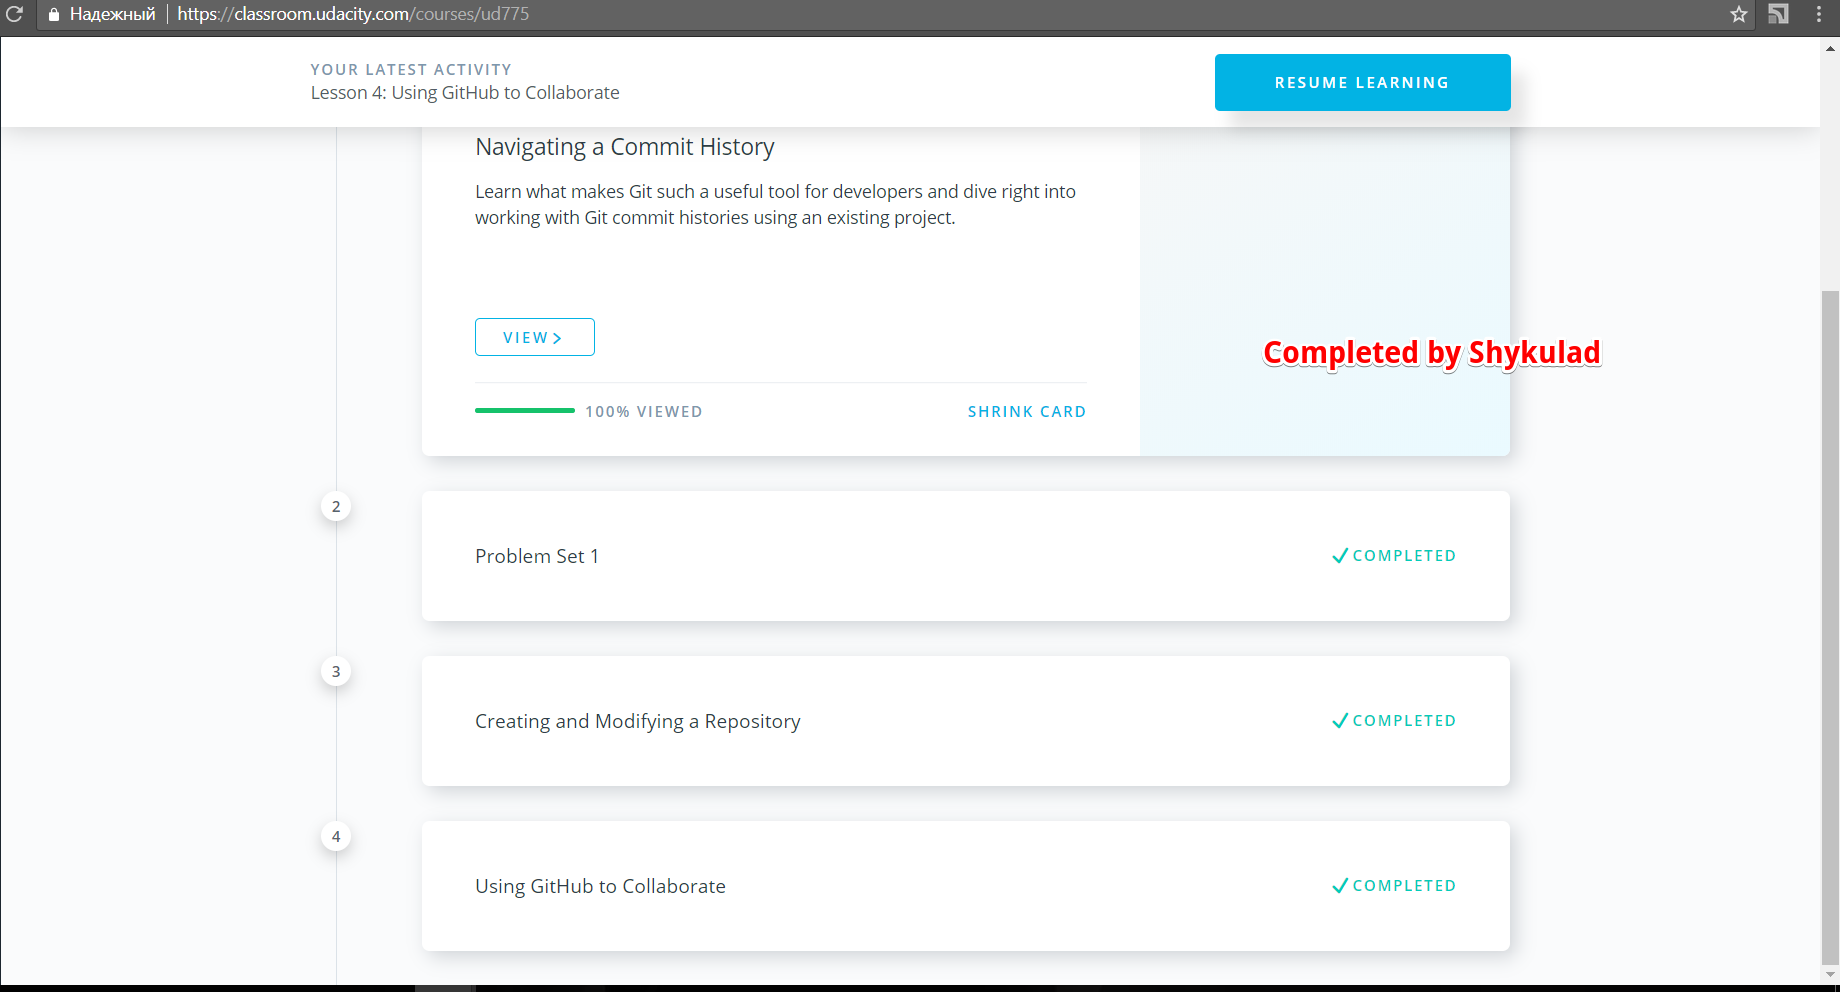 Надежный | https://classroom.udacity.com/courses/ud775
YOUR LATEST ACTIVITY
Lesson 4: Using GitHub to Collaborate
RESUME LEARNING
Navigating a Commit History
Learn what makes Git such a useful tool for developers and dive right into
working with Git commit histories using an existing project.
VIEW
Completed by Shykulad
100% VIEWED
SHRINK CARD
2
Problem Set 1
COMPLETED
3
Creating and Modifying a Repository
COMPLETED
4
Using GitHub to Collaborate
COMPLETED